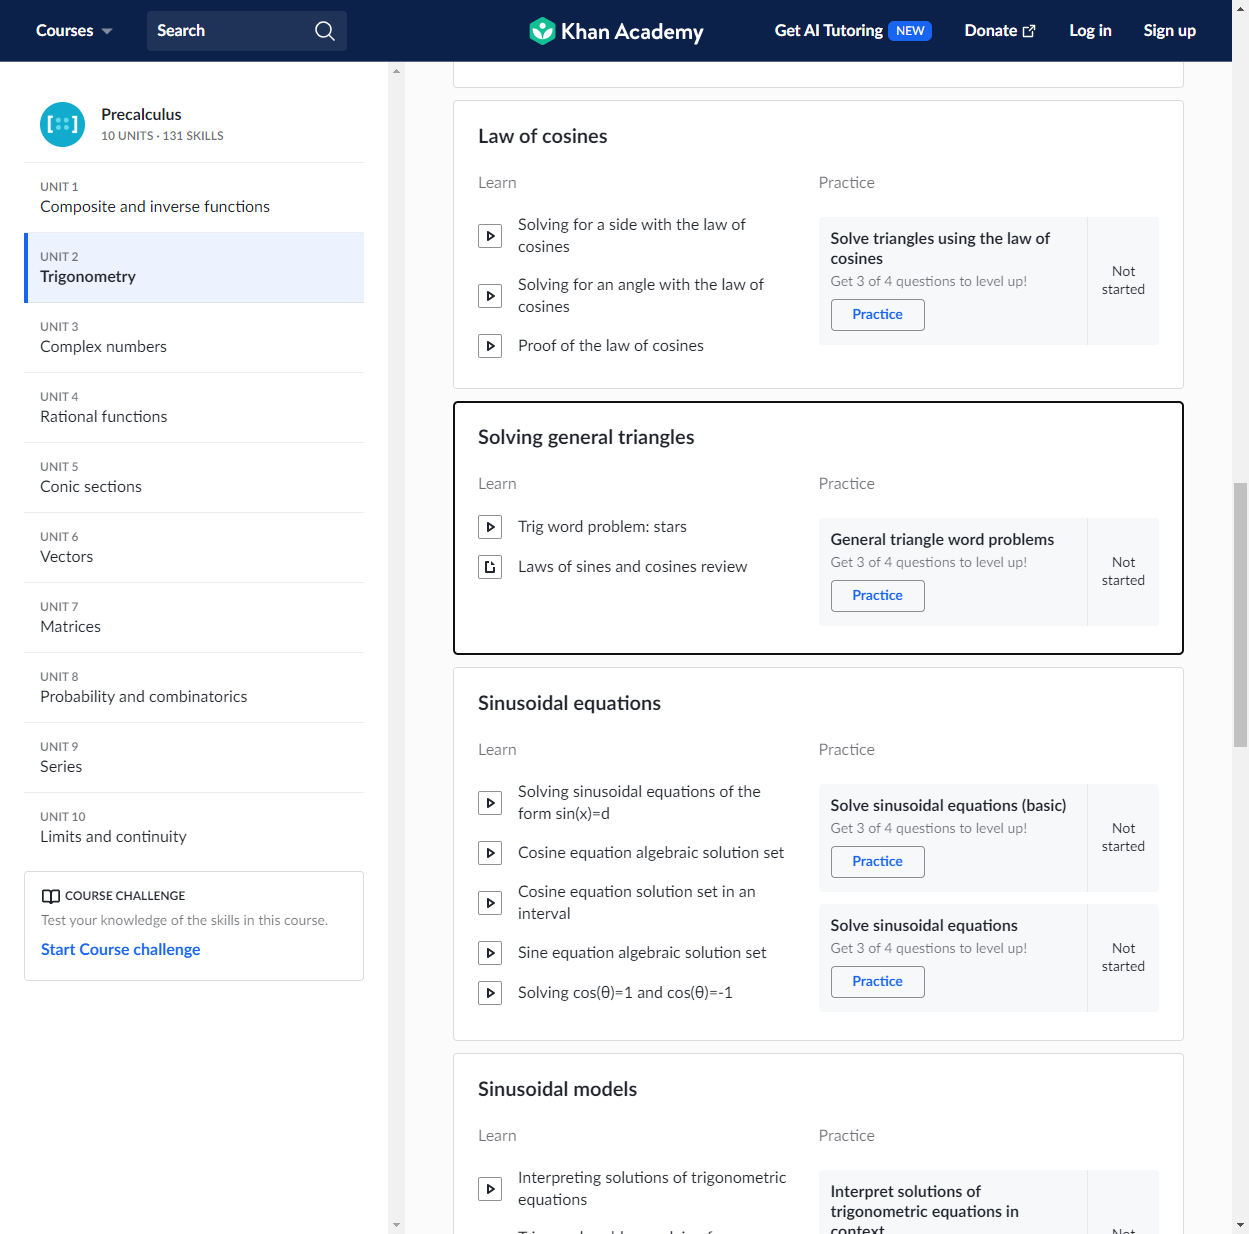 Courses
Search
Khan Academy
Get AI Tutoring NEW
Donate
Log in
Sign up
Precalculus
10 UNITS · 131 SKILLS
UNIT 1
Composite and inverse functions
UNIT 2
Trigonometry
UNIT 3
Complex numbers
UNIT 4
Rational functions
UNIT 5
Conic sections
UNIT 6
Vectors
UNIT 7
Matrices
UNIT 8
Probability and combinatorics
UNIT 9
Series
UNIT 10
Limits and continuity
COURSE CHALLENGE
Test your knowledge of the skills in this course.
Start Course challenge
Law of cosines
Learn
Solving for a side with the law of
cosines
Solving for an angle with the law of
cosines
Proof of the law of cosines
Practice
Solve triangles using the law of
cosines
Get 3 of 4 questions to level up!
Practice
Not
started
Solving general triangles
Learn
Trig word problem: stars
Laws of sines and cosines review
Practice
General triangle word problems
Get 3 of 4 questions to level up!
Practice
Not
started
Sinusoidal equations
Learn
Solving sinusoidal equations of the
form sin(x)=d
Cosine equation algebraic solution set
Cosine equation solution set in an
interval
Sine equation algebraic solution set
Solving cos(θ)=1 and cos(θ)=-1
Practice
Solve sinusoidal equations (basic)
Get 3 of 4 questions to level up!
Practice
Not
started
Solve sinusoidal equations
Get 3 of 4 questions to level up!
Practice
Not
started
Sinusoidal models
Learn
Interpreting solutions of trigonometric
equations
Practice
Interpret solutions of
trigonometric equations in
context
Not